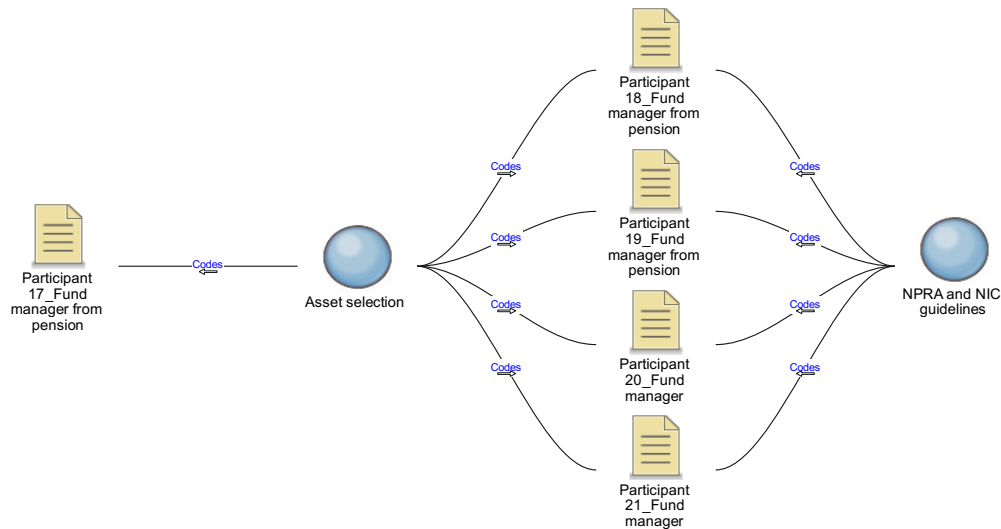 Participant
18_Fund
manager from
pension
Codes
Codes
Participant
19_Fund
manager from
pension
Codes
Codes
Participant
17_Fund
manager from
pension
Codes
Asset selection
NPRA and NIC
guidelines
Codes
Codes
Participant
20_Fund
manager
Codes
Codes
Participant
21_Fund
manager